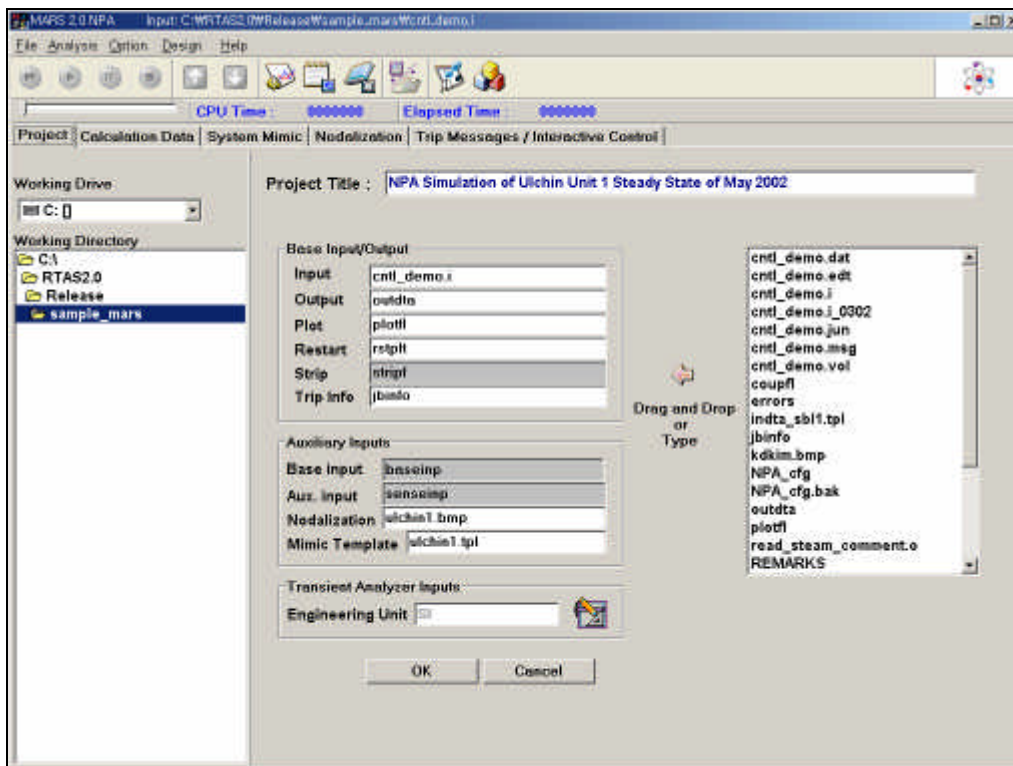 MARS 2.0 NPA Input: C:\RTAS2.0\Release\sample_mars\cntl_demo.i
File Analysis Option Design Help
CPU Time : 0000000 Elapsed Time : 0000000
Project Calculation Data System Mimic Nodalization Trip Messages / Interactive Control
Working Drive
C: []
Working Directory
C:\
RTAS2.0
Release
sample_mars
Project Title : NPA Simulation of Ulchin Unit 1 Steady State of May 2002
Base Input/Output
Input cntl_demo.i
Output outdta
Plot plotfl
Restart rstplt
Strip stripf
Trip Info jbinfo
Auxiliary Inputs
Base input baseinp
Aux. input senseinp
Nodalization ulchin1.bmp
Mimic Template ulchin1.tpl
Transient Analyzer Inputs
Engineering Unit SI
OK Cancel
Drag and Drop
or
Type
cntl_demo.dat
cntl_demo.edt
cntl_demo.i
cntl_demo.i_0302
cntl_demo.jun
cntl_demo.msg
cntl_demo.vol
coupfl
errors
indta_sbl1.tpl
jbinfo
kdkim.bmp
NPA_cfg
NPA_cfg.bak
outdta
plotfl
read_steam_comment.o
REMARKS